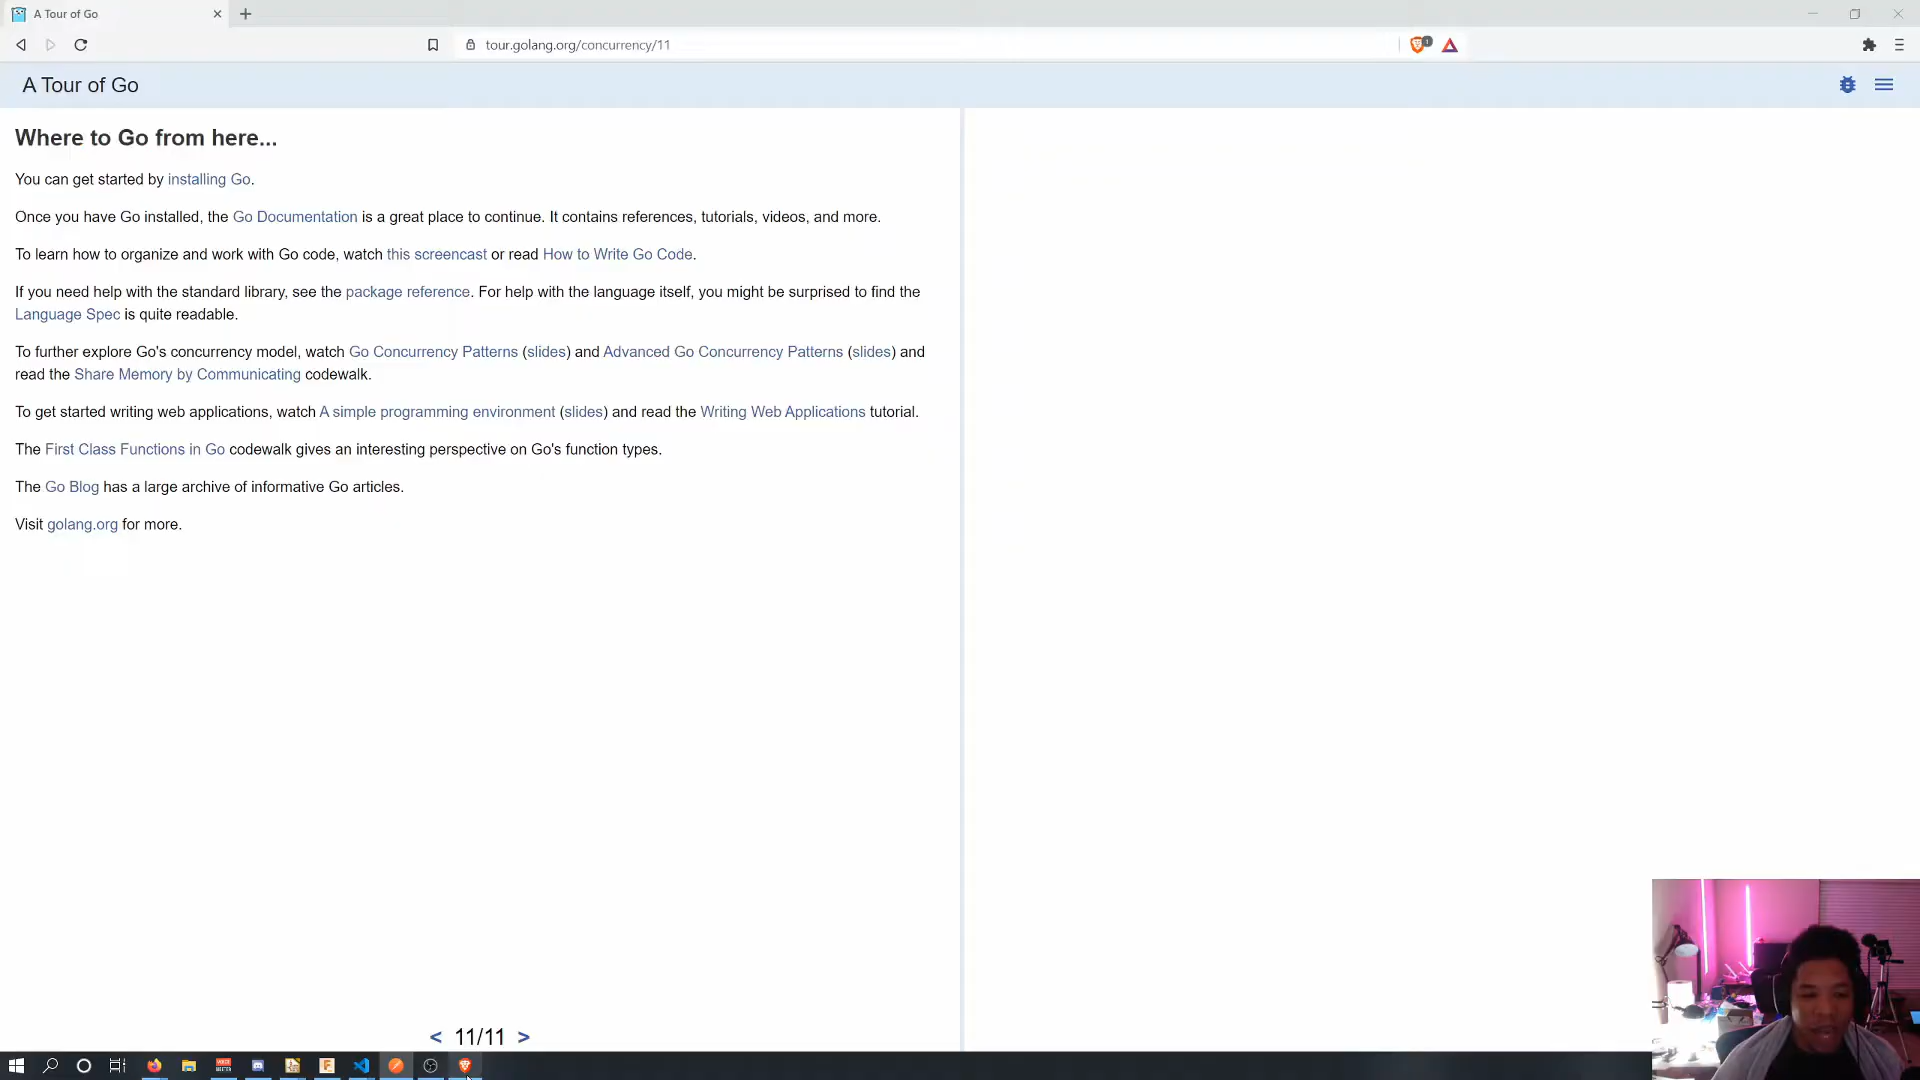 A Tour of Go
tour.golang.org/concurrency/11
1
A Tour of Go
Where to Go from here...
You can get started by installing Go.
Once you have Go installed, the Go Documentation is a great place to continue. It contains references, tutorials, videos, and more.
To learn how to organize and work with Go code, watch this screencast or read How to Write Go Code.
If you need help with the standard library, see the package reference. For help with the language itself, you might be surprised to find the
Language Spec is quite readable.
To further explore Go's concurrency model, watch Go Concurrency Patterns (slides) and Advanced Go Concurrency Patterns (slides) and
read the Share Memory by Communicating codewalk.
To get started writing web applications, watch A simple programming environment (slides) and read the Writing Web Applications tutorial.
The First Class Functions in Go codewalk gives an interesting perspective on Go's function types.
The Go Blog has a large archive of informative Go articles.
Visit golang.org for more.
< 11/11 >